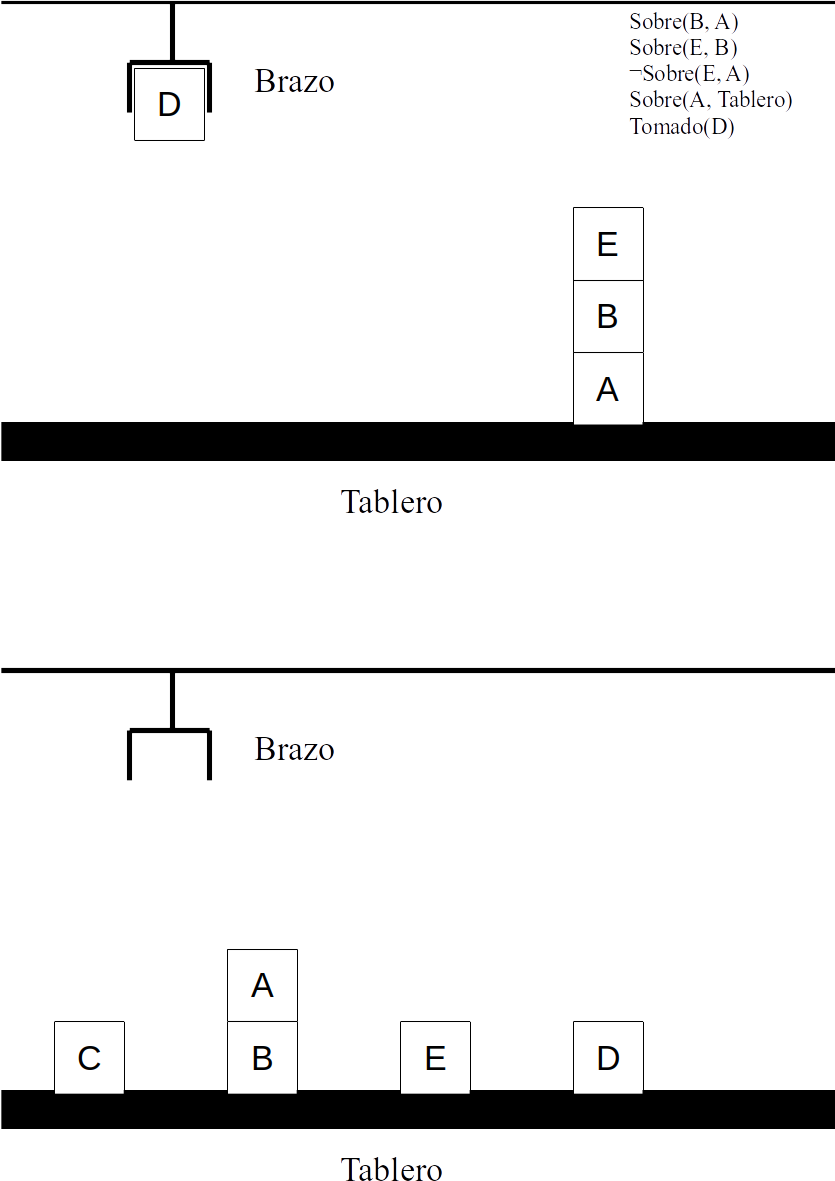 Sobre(B, A)
Sobre(E, B)
¬Sobre(E, A)
Sobre(A, Tablero)
Tomado(D)
D
Brazo
E
B
A
Tablero
Brazo
A
C
B
E
D
Tablero